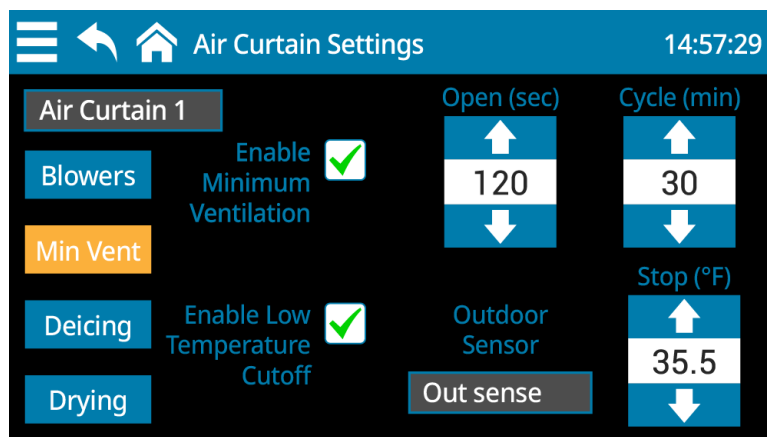 Air Curtain Settings
14:57:29
Air Curtain 1
Open (sec)
Cycle (min)
Blowers
Enable
Minimum
Ventilation
120
30
Min Vent
Stop (°F)
Deicing
Enable Low
Temperature
Cutoff
Outdoor
Sensor
35.5
Drying
Out sense